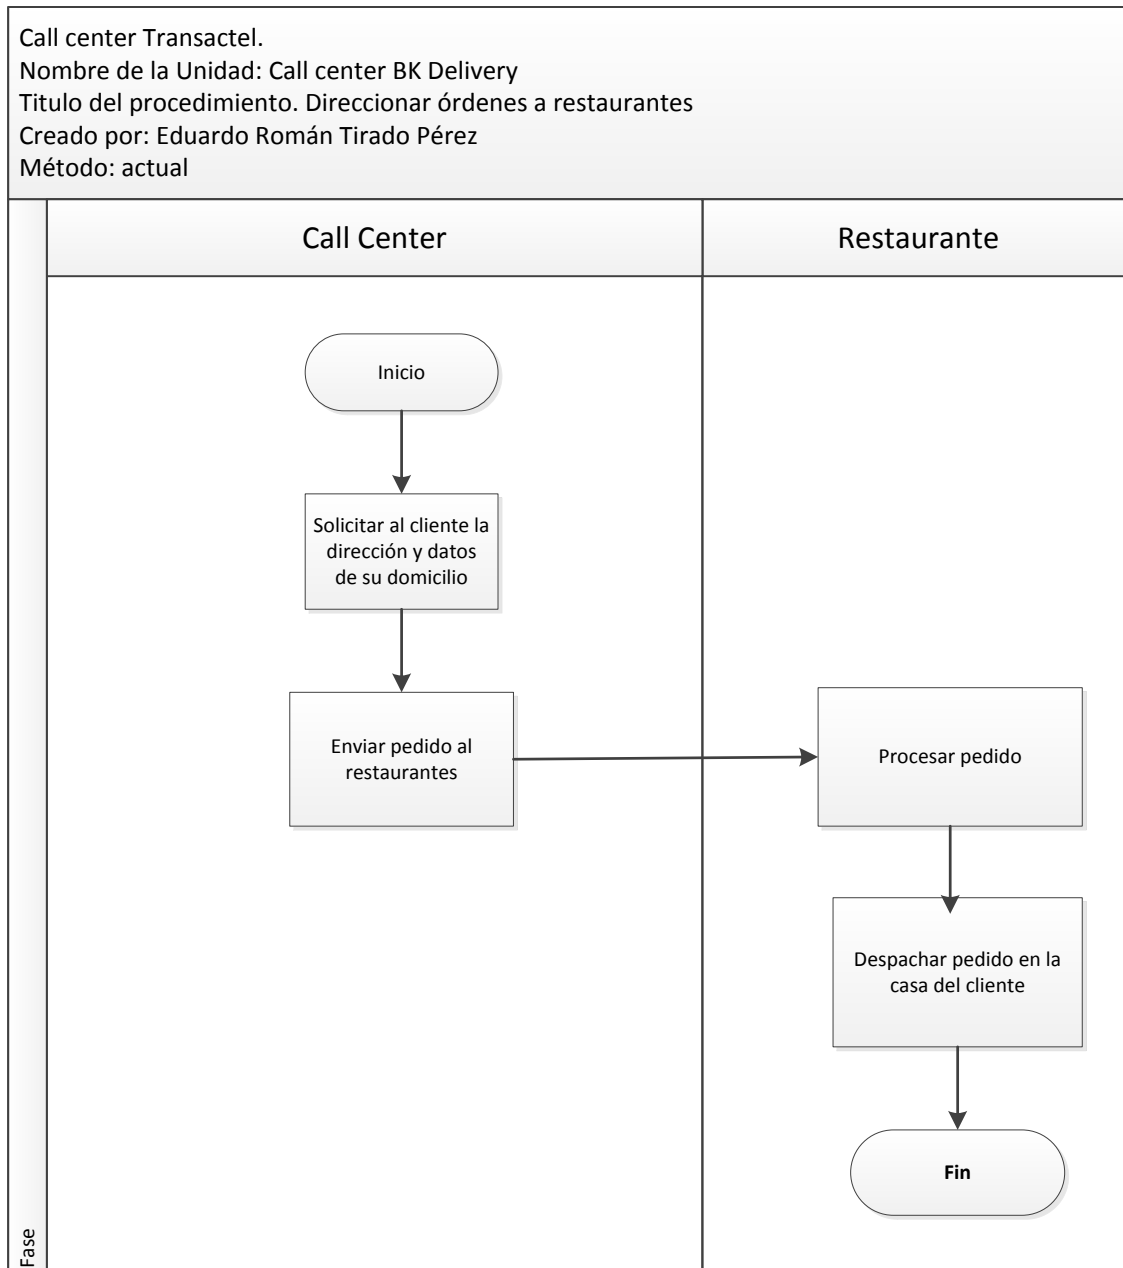 Call center Transactel.
Nombre de la Unidad: Call center BK Delivery
Titulo del procedimiento. Direccionar órdenes a restaurantes
Creado por: Eduardo Román Tirado Pérez
Método: actual
Call Center
Restaurante
Inicio
Solicitar al cliente la
dirección y datos
de su domicilio
Enviar pedido al
restaurantes
Procesar pedido
Despachar pedido en la
casa del cliente
Fin
Fase